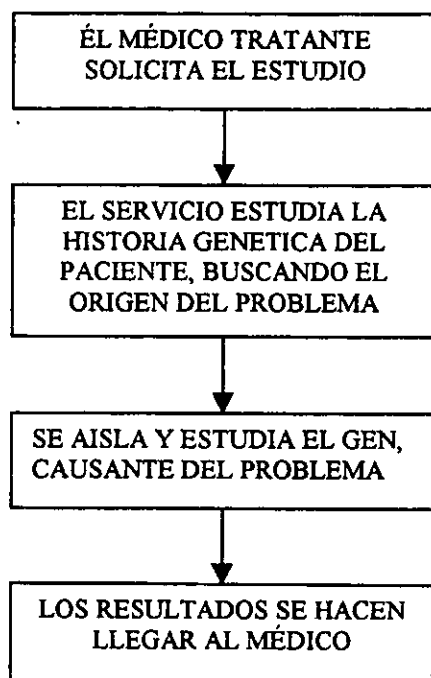 ÉL MÉDICO TRATANTE
SOLICITA EL ESTUDIO
EL SERVICIO ESTUDIA LA
HISTORIA GENETICA DEL
PACIENTE, BUSCANDO EL
ORIGEN DEL PROBLEMA
SE AISLA Y ESTUDIA EL GEN,
CAUSANTE DEL PROBLEMA
LOS RESULTADOS SE HACEN
LLEGAR AL MÉDICO